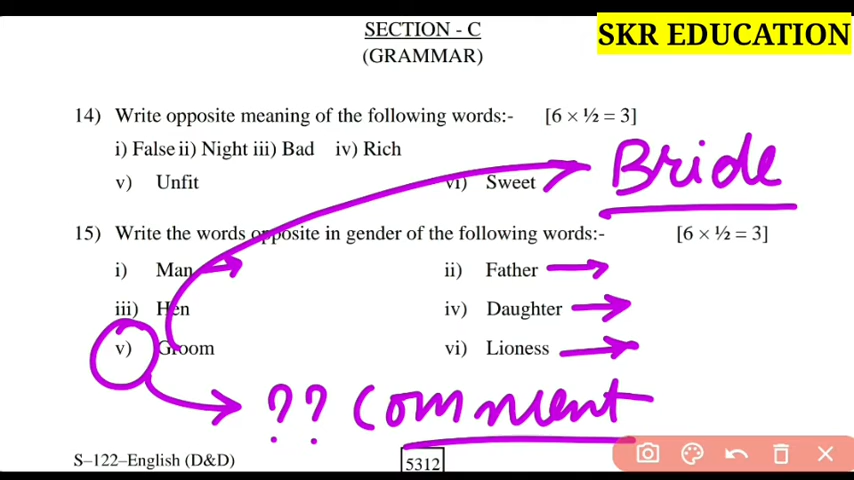 SECTION - C
SKR EDUCATION
(GRAMMAR)
14) Write opposite meaning of the following words:- [6 × ½ = 3]
i) False ii) Night iii) Bad iv) Rich
v) Unfit vi) Sweet
Bride
15) Write the words opposite in gender of the following words:- [6 × ½ = 3]
i) Man ii) Father
iii) Hen iv) Daughter
v) Groom vi) Lioness
?? Comment
S–122–English (D&D) 5312